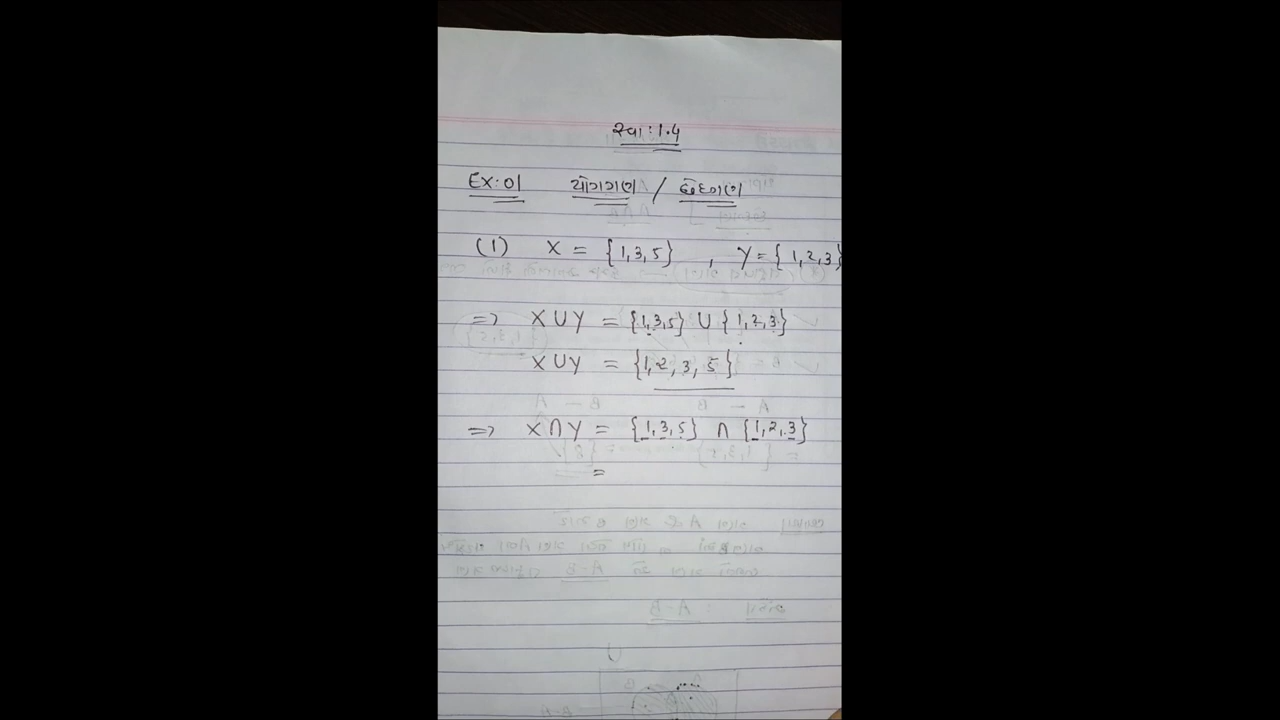 સ્વા:1.4
Ex:01 યોગગણ / છેદગણ
(1) X = {1,3,5} , Y = {1,2,3}
=> X ∪ Y = {1,3,5} ∪ {1,2,3}
X ∪ Y = {1,2,3,5}
=> X ∩ Y = {1,3,5} ∩ {1,2,3}
=